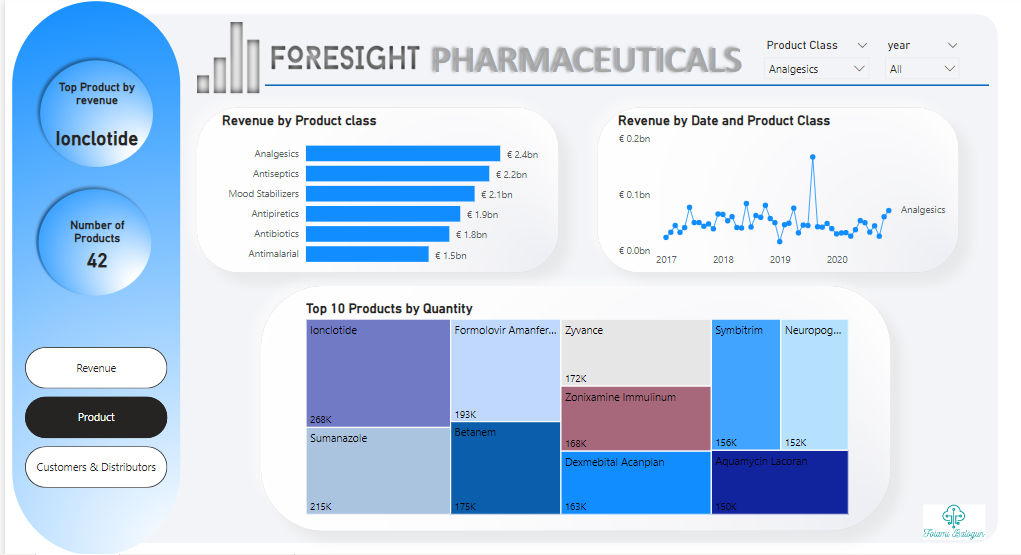 Top Product by
revenue
Ionclotide
Number of
Products
42
Revenue
Product
Customers & Distributors
FORESIGHT PHARMACEUTICALS
Product Class
Analgesics
year
All
Revenue by Product class
Analgesics € 2.4bn
Antiseptics € 2.2bn
Mood Stabilizers € 2.1bn
Antipiretics € 1.9bn
Antibiotics € 1.8bn
Antimalarial € 1.5bn
Revenue by Date and Product Class
€ 0.2bn
€ 0.1bn
€ 0.0bn
2017 2018 2019 2020
Analgesics
Top 10 Products by Quantity
Ionclotide
268K
Sumanazole
215K
Formolovir Amanfer...
193K
Betanem
175K
Zyvance
172K
Zonixamine Immulinum
168K
Dexmebital Acanpian
163K
Symbitrim
156K
Neuropog...
152K
Aquamycin Lacoran
150K
Folami Balogun